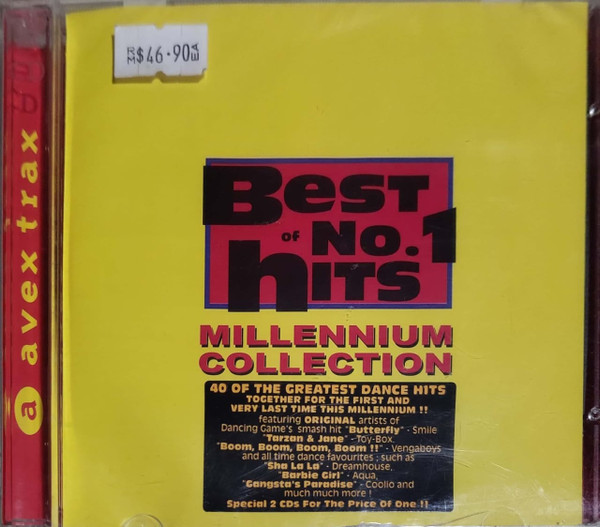 RM $46.90 EA
a avex trax
Best
of No.1
hits
MILLENNIUM
COLLECTION
40 OF THE GREATEST DANCE HITS
TOGETHER FOR THE FIRST AND
VERY LAST TIME THIS MILLENNIUM !!
featuring ORIGINAL artists of
Dancing Game's smash hit "Butterfly" - Smile
"Tarzan & Jane" - Toy-Box.
"Boom, Boom, Boom, Boom !!" - Vengaboys
and all time dance favourites ; such as
"Sha La La" - Dreamhouse,
"Barbie Girl" - Aqua,
"Gangsta's Paradise" - Coolio and
much much more !
Special 2 CDs For The Price Of One !!